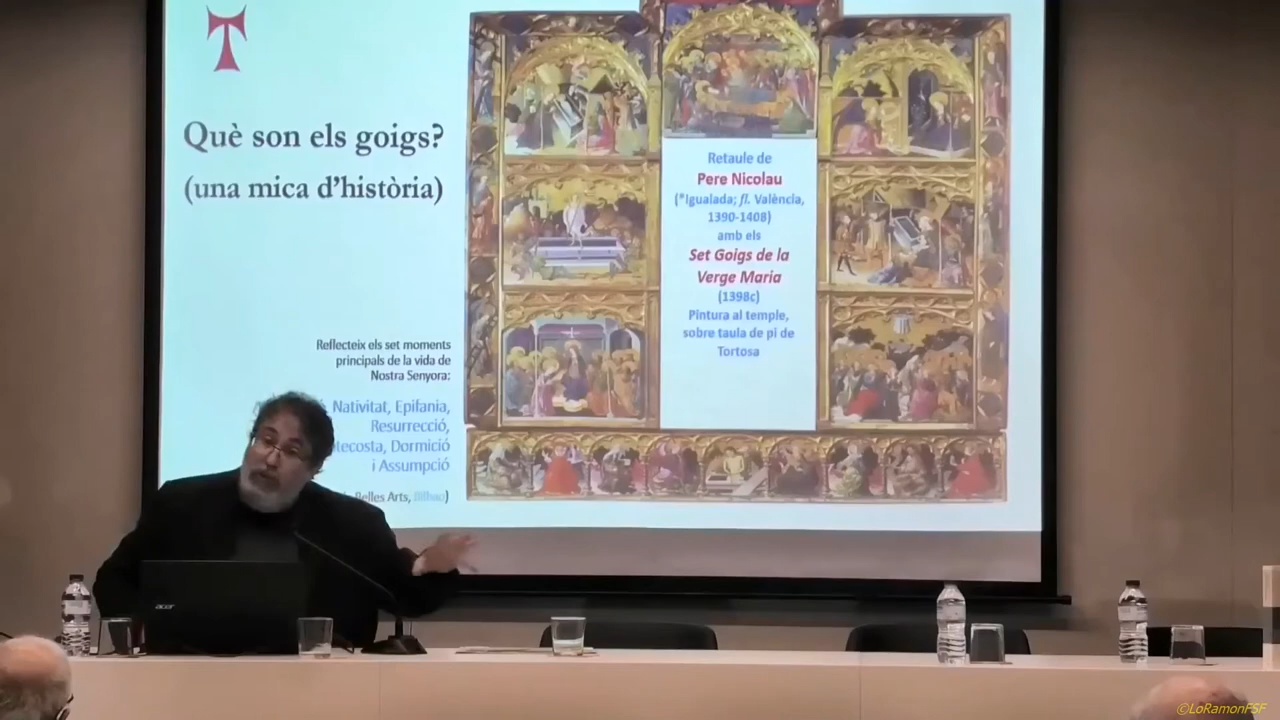 Què son els goigs?
(una mica d'història)
Retaule de
Pere Nicolau
(*Igualada; fl. València,
1390-1408)
amb els
Set Goigs de la
Verge Maria
(1398c)
Pintura al temple,
sobre taula de pi de
Tortosa
Reflecteix els set moments
principals de la vida de
Nostra Senyora:
Nativitat, Epifania,
Resurrecció,
Dormició
i Assumpció
Belles Arts, Bilbao)
acer
©LoRamonFSF